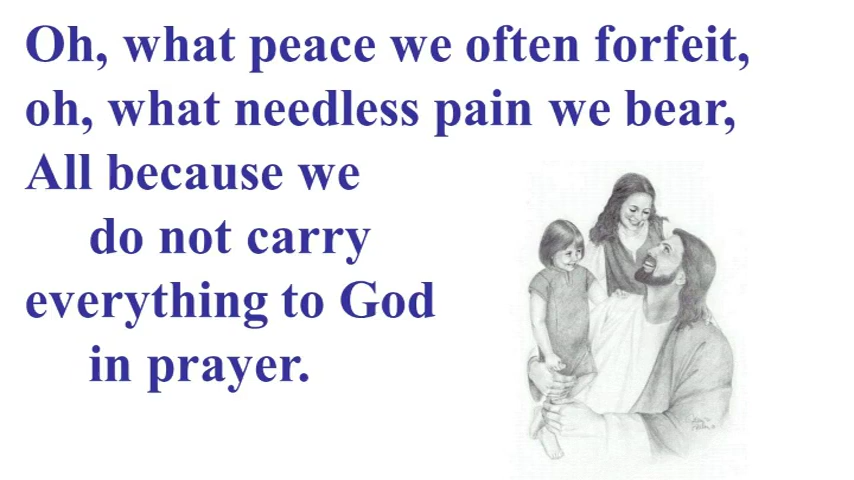 Oh, what peace we often forfeit,
oh, what needless pain we bear,
All because we
do not carry
everything to God
in prayer.